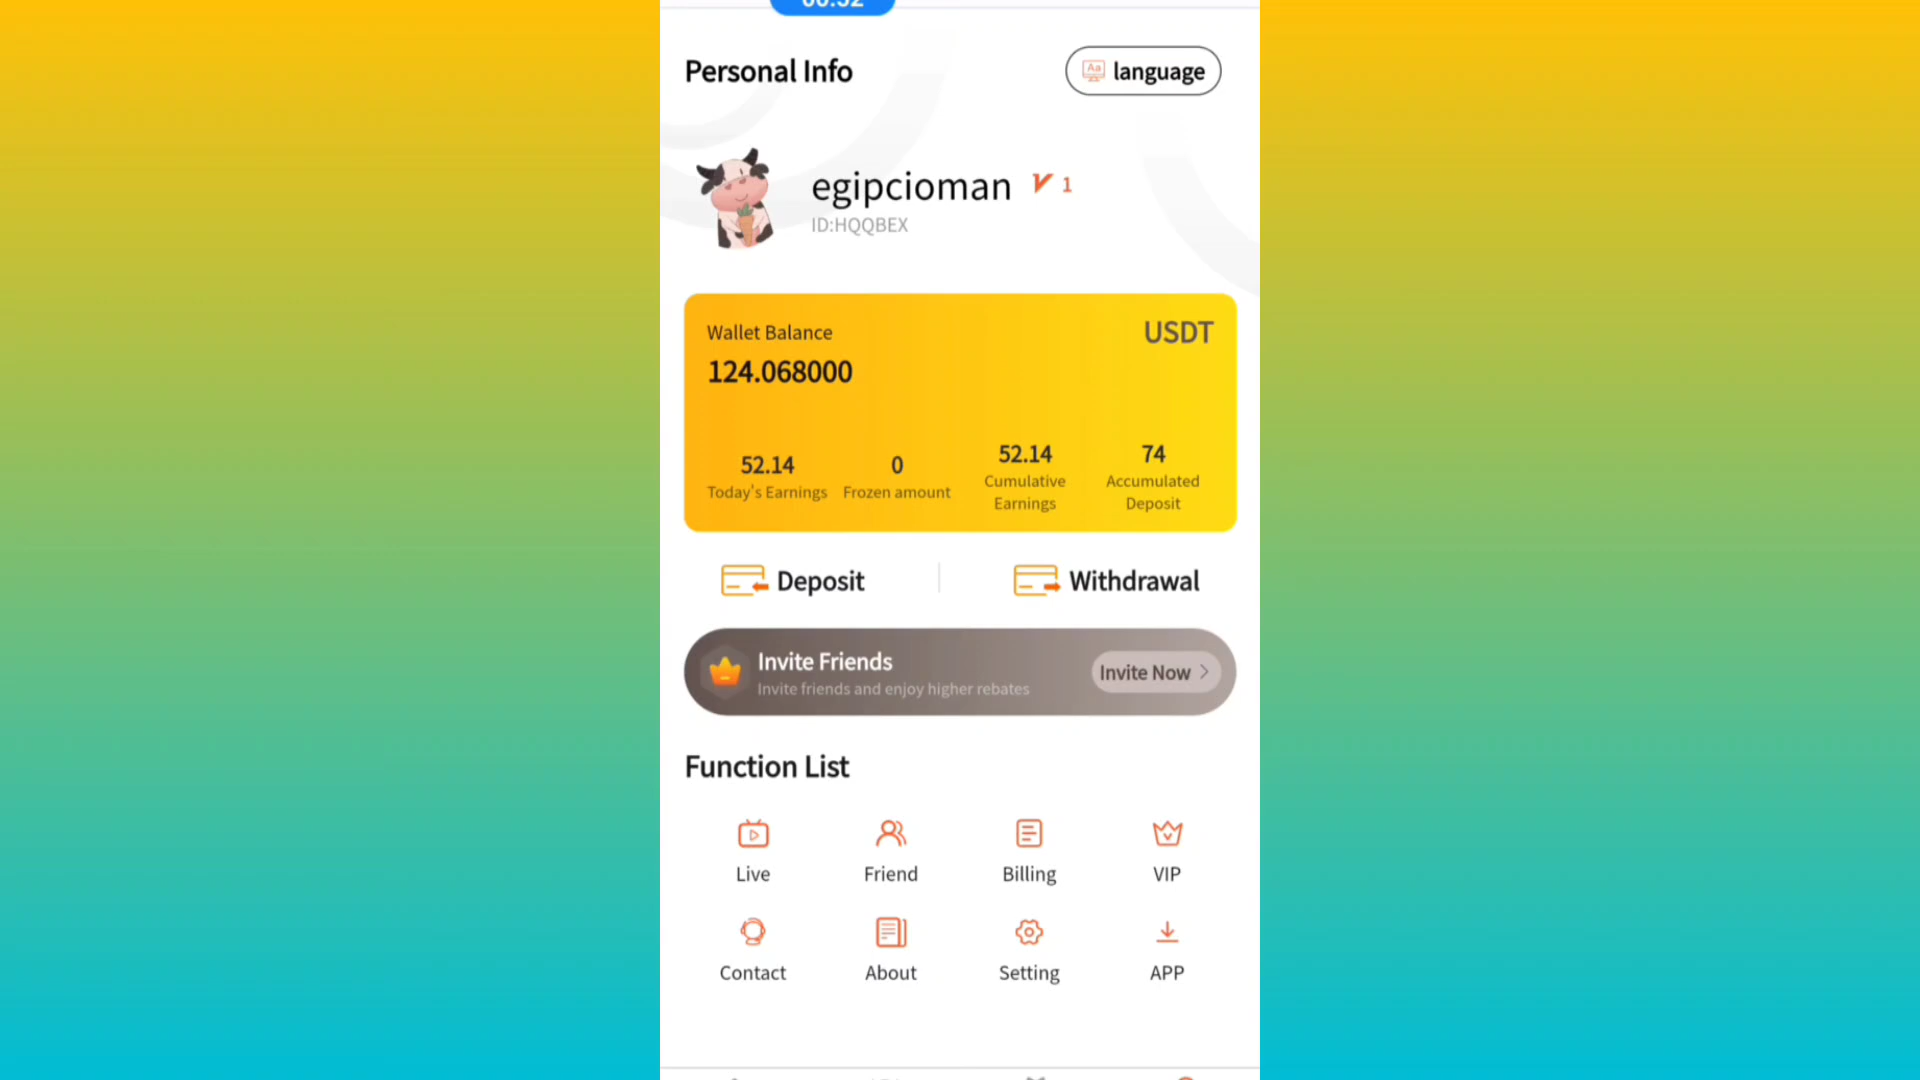 00:52
Personal Info
language
egipcioman
1
ID:HQQBEX
Wallet Balance
USDT
124.068000
52.14
0
52.14
74
Today's Earnings
Frozen amount
Cumulative
Earnings
Accumulated
Deposit
Deposit
Withdrawal
Invite Friends
Invite friends and enjoy higher rebates
Invite Now
Function List
Live
Friend
Billing
VIP
Contact
About
Setting
APP